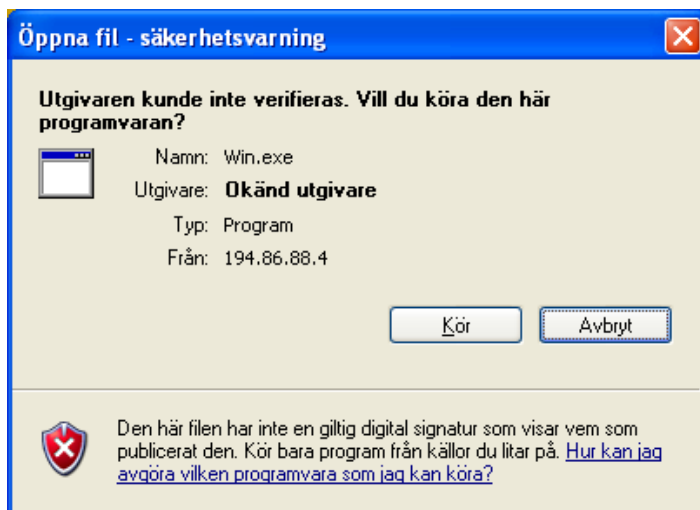 Öppna fil - säkerhetsvarning
Utgivaren kunde inte verifieras. Vill du köra den här
programvaran?
Namn: Win.exe
Utgivare: Okänd utgivare
Typ: Program
Från: 194.86.88.4
Kör Avbryt
Den här filen har inte en giltig digital signatur som visar vem som
publicerat den. Kör bara program från källor du litar på. Hur kan jag
avgöra vilken programvara som jag kan köra?